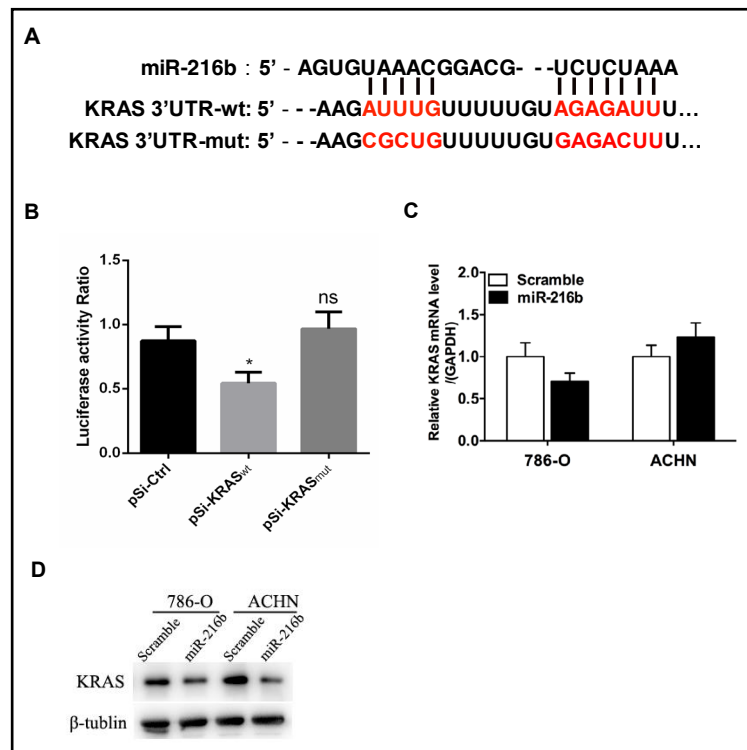 A
miR-216b : 5' - AGUGUAAACGGACG- --UCUCUAAA
KRAS 3'UTR-wt: 5' - --AAGAUUUGUUUUUGUAGAGAUUU...
KRAS 3'UTR-mut: 5' - --AAGCGCUGUUUUUGUGAGACUUU...
B
Luciferase activity Ratio
1.5
1.0
0.5
0.0
*
ns
pSi-Ctrl
pSi-KRASwt
pSi-KRASmut
C
Relative KRAS mRNA level
/(GAPDH)
2.0
1.5
1.0
0.5
0.0
Scramble
miR-216b
786-O
ACHN
D
786-O ACHN
Scramble miR-216b Scramble miR-216b
KRAS
β-tublin